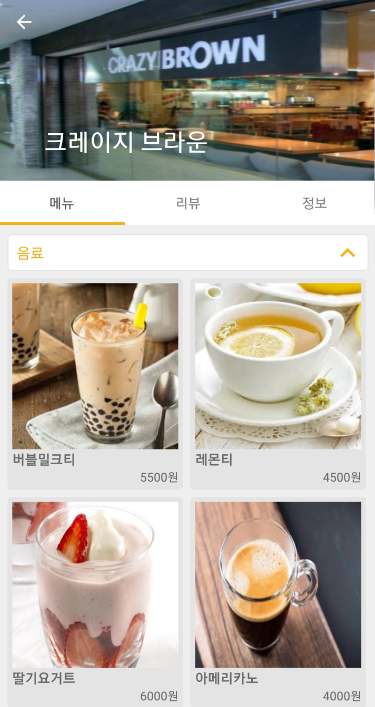 CRAZY BROWN
크레이지 브라운
메뉴 리뷰 정보
음료
버블밀크티
5500원
레몬티
4500원
딸기요거트
6000원
아메리카노
4000원